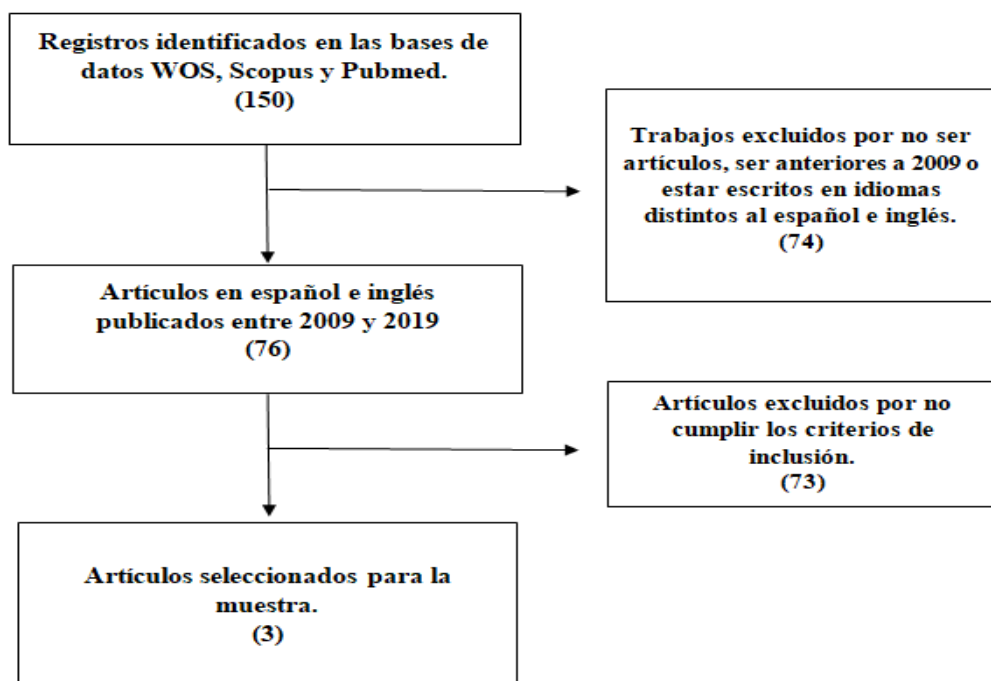 Registros identificados en las bases de
datos WOS, Scopus y Pubmed.
(150)
Trabajos excluidos por no ser
artículos, ser anteriores a 2009 o
estar escritos en idiomas
distintos al español e inglés.
(74)
Artículos en español e inglés
publicados entre 2009 y 2019
(76)
Artículos excluidos por no
cumplir los criterios de
inclusión.
(73)
Artículos seleccionados para la
muestra.
(3)